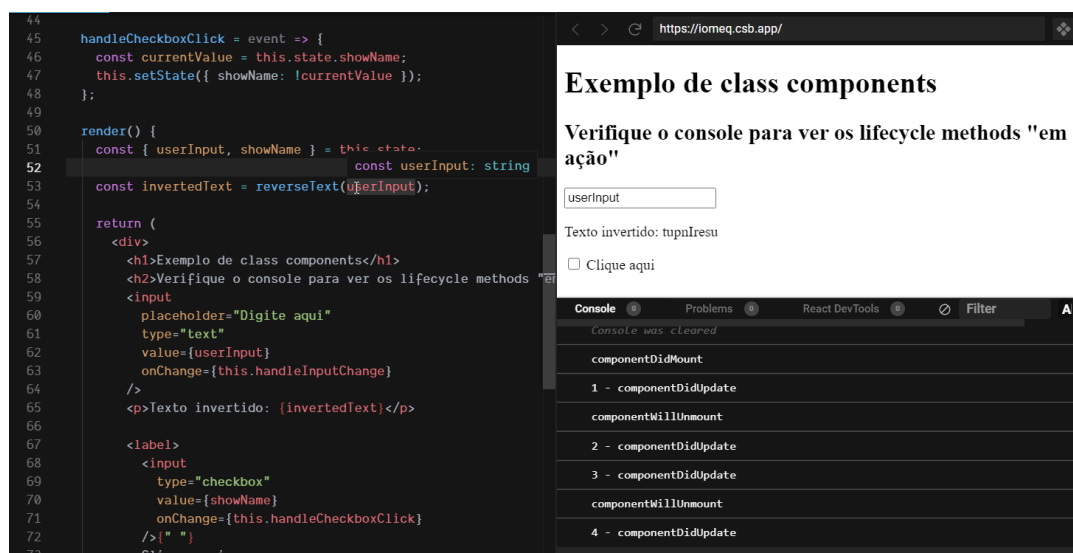 44
45 handleCheckboxClick = event => {
46 const currentValue = this.state.showName;
47 this.setState({ showName: !currentValue });
48 };
49
50 render() {
51 const { userInput, showName } = this.state;
const userInput: string
52
53 const invertedText = reverseText(userInput);
54
55 return (
56 <div>
57 <h1>Exemplo de class components</h1>
58 <h2>Verifique o console para ver os lifecycle methods "em
59 <input
60 placeholder="Digite aqui"
61 type="text"
62 value={userInput}
63 onChange={this.handleInputChange}
64 />
65 <p>Texto invertido: {invertedText}</p>
66
67 <label>
68 <input
69 type="checkbox"
70 value={showName}
71 onChange={this.handleCheckboxClick}
72 />{" "}
https://iomeq.csb.app/
Exemplo de class components
Verifique o console para ver os lifecycle methods "em
ação"
userInput
Texto invertido: tupnIresu
Clique aqui
Console 0 Problems 0 React DevTools 0 Filter
Console was cleared
componentDidMount
1 - componentDidUpdate
componentWillUnmount
2 - componentDidUpdate
3 - componentDidUpdate
componentWillUnmount
4 - componentDidUpdate